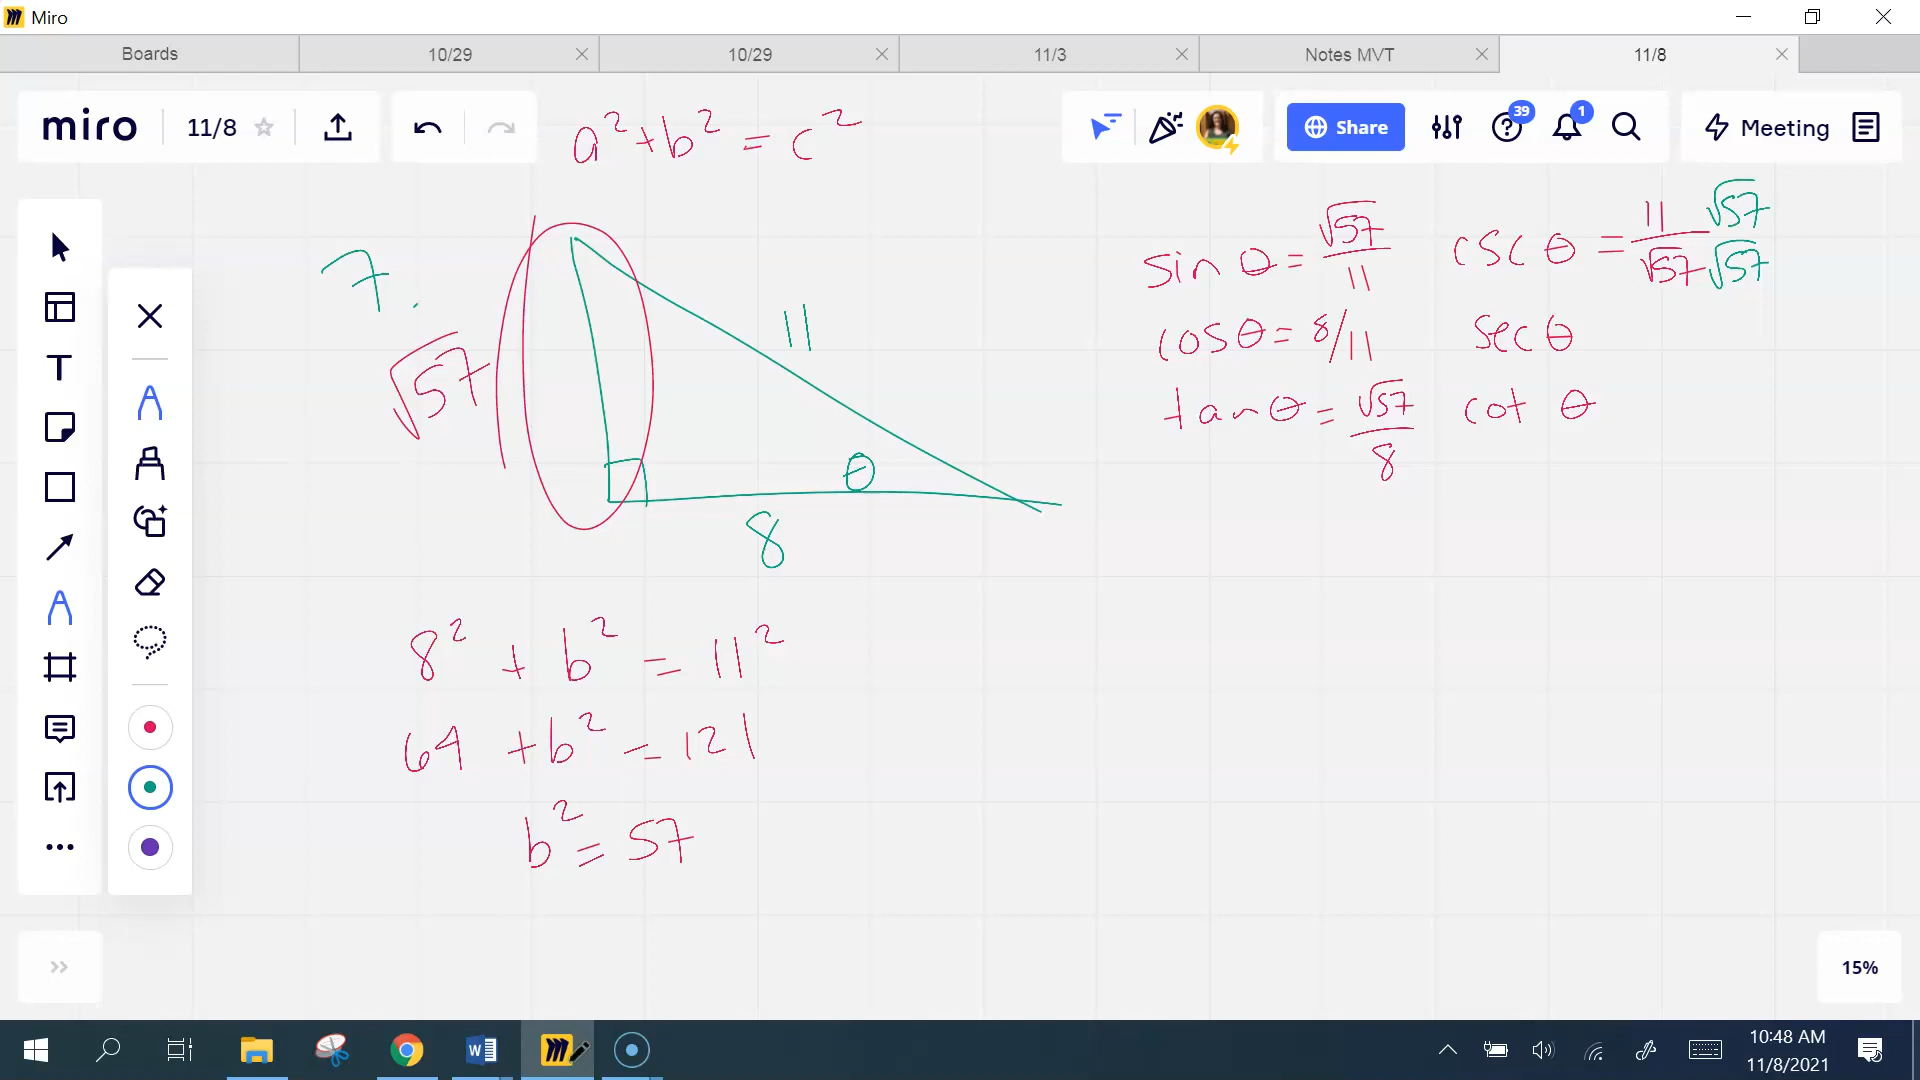 Miro
Boards 10/29 10/29 11/3 Notes MVT 11/8
miro 11/8 Share 39 1 Meeting
a² + b² = c²
7.
11
√57
θ
8
sin θ = √57/11 csc θ = 11/√57 √57/√57
cos θ = 8/11 sec θ
tan θ = √57/8 cot θ
8² + b² = 11²
64 + b² = 121
b² = 57
T
15%
10:48 AM
11/8/2021